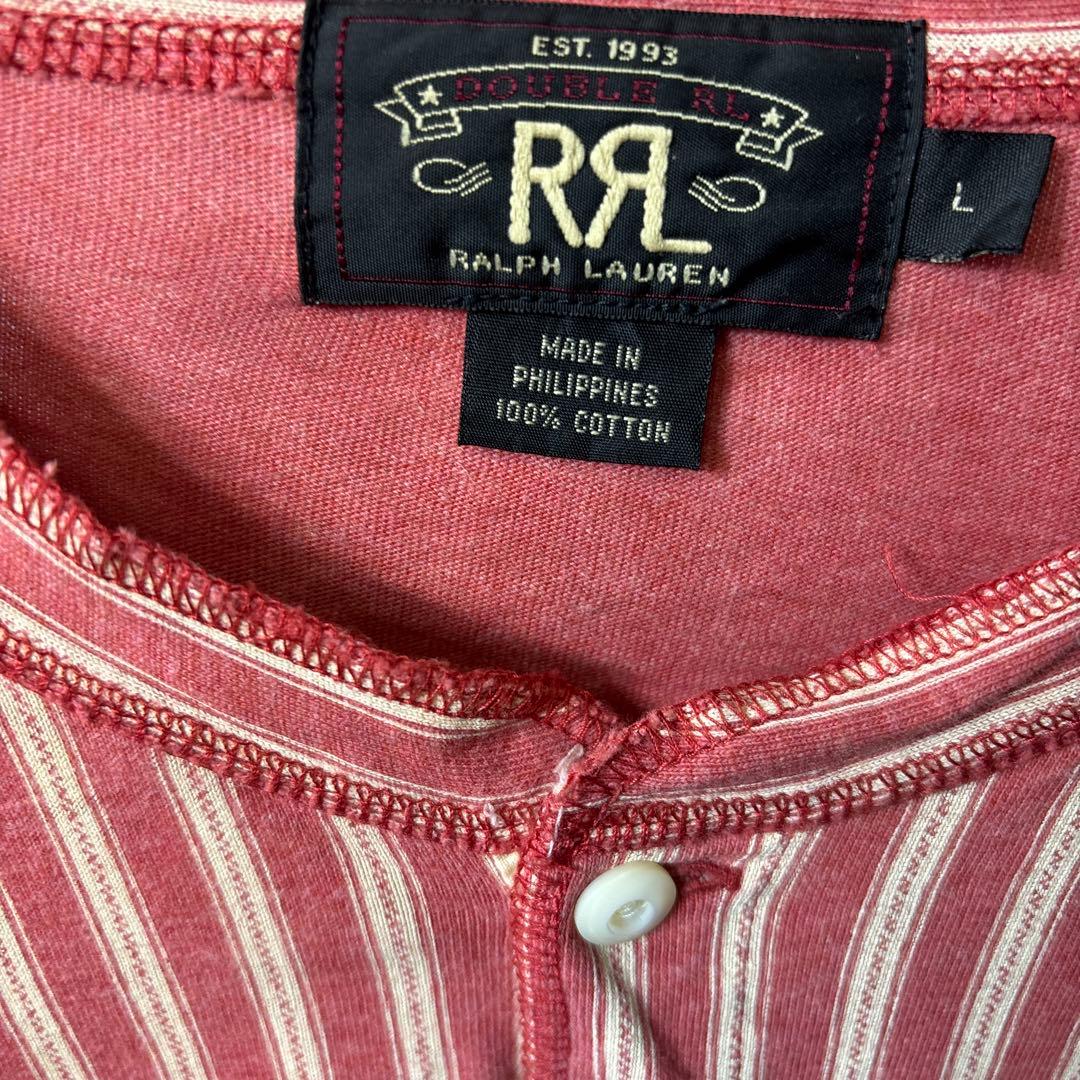 EST. 1993
DOUBLE RL
RRL
RALPH LAUREN
L
MADE IN
PHILIPPINES
100% COTTON